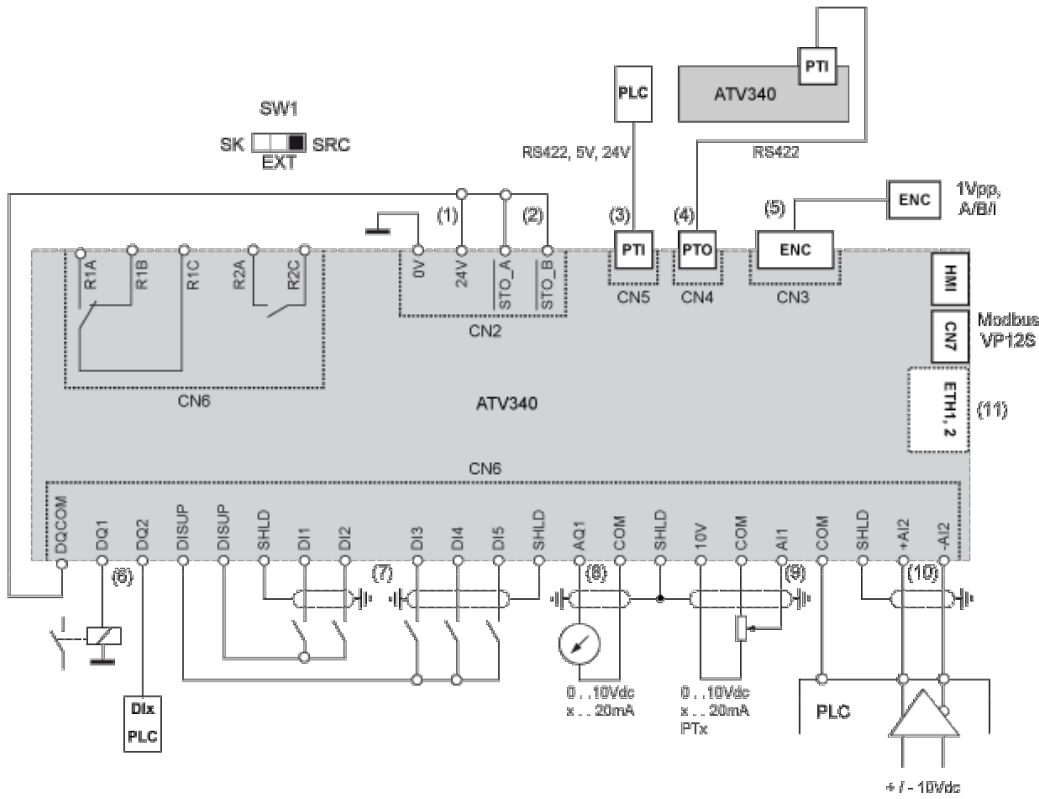 PTI
PLC
ATV340
SW1
SK SRC
EXT
RS422, 5V, 24V
RS422
ENC
1Vpp,
A/B/I
(1)
(2)
(3)
(4)
(5)
R1A
R1B
R1C
R2A
R2C
0V
24V
STO_A
STO_B
PTI
PTO
ENC
CN5
CN4
CN3
CN2
CN6
HMI
CN7
Modbus
VP12S
ETH1, 2
(11)
ATV340
CN6
DQCOM
DQ1
DQ2
DISUP
DISUP
SHLD
DI1
DI2
DI3
DI4
DI5
SHLD
AQ1
COM
SHLD
10V
COM
AI1
COM
SHLD
+AI2
-AI2
(6)
(7)
(8)
(9)
(10)
DIx
PLC
0 . . 10Vdc
x . . 20mA
0 . . 10Vdc
x . . 20mA
PTx
PLC
+ / - 10Vdc